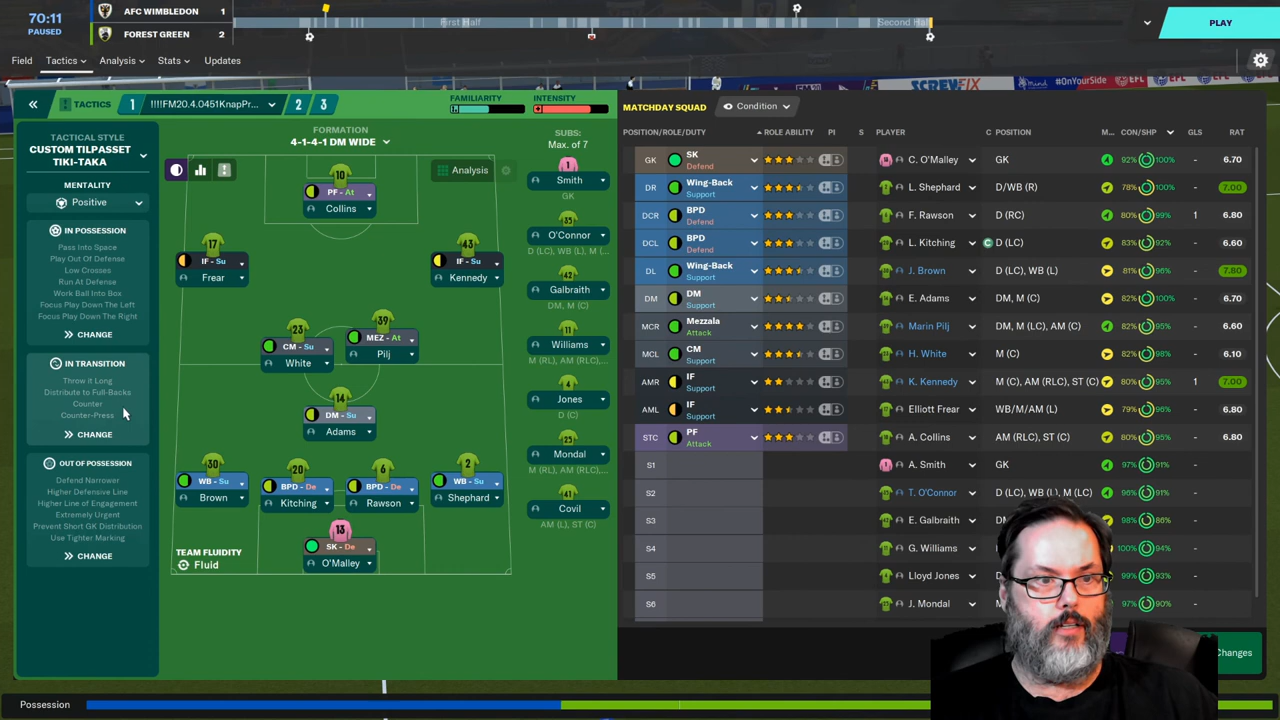 70:11
PAUSED
AFC WIMBLEDON 1
FOREST GREEN 2
First Half
Second Ha
PLAY
Field
Tactics
Analysis
Stats
Updates
TACTICS
1
!!!!FM20.4.0451KnapPr...
2
3
FAMILIARITY
INTENSITY
TACTICAL STYLE
CUSTOM TILPASSET
TIKI-TAKA
MENTALITY
Positive
IN POSSESSION
Pass Into Space
Play Out Of Defense
Low Crosses
Run At Defense
Work Ball Into Box
Focus Play Down The Left
Focus Play Down The Right
CHANGE
IN TRANSITION
Throw it Long
Distribute to Full-Backs
Counter
Counter-Press
CHANGE
OUT OF POSSESSION
Defend Narrower
Higher Defensive Line
Higher Line of Engagement
Extremely Urgent
Prevent Short GK Distribution
Use Tighter Marking
CHANGE
FORMATION
4-1-4-1 DM WIDE
Analysis
10
PF - At
Collins
17
IF - Su
Frear
43
IF - Su
Kennedy
23
CM - Su
White
39
MEZ - At
Pilj
14
DM - Su
Adams
30
WB - Su
Brown
20
BPD - De
Kitching
6
BPD - De
Rawson
2
WB - Su
Shephard
13
SK - De
O'Malley
TEAM FLUIDITY
Fluid
SUBS:
Max. of 7
1
Smith
GK
35
O'Connor
D (LC), WB (L), M (...
42
Galbraith
DM, M (C)
11
Williams
M (RL), AM (RLC),...
4
Jones
D (C)
25
Mondal
M (RL), AM (RLC),...
41
Covil
AM (L), ST (C)
MATCHDAY SQUAD
Condition
POSITION/ROLE/DUTY ROLE ABILITY PI S PLAYER C POSITION M... CON/SHP GLS RAT
GK SK Defend C. O'Malley GK 92% 100% - 6.70
DR Wing-Back Support L. Shephard D/WB (R) 78% 100% - 7.00
DCR BPD Defend F. Rawson D (RC) 80% 99% 1 6.80
DCL BPD Defend L. Kitching C D (LC) 83% 92% - 6.60
DL Wing-Back Support J. Brown D (LC), WB (L) 81% 96% - 7.80
DM DM Support E. Adams DM, M (C) 82% 100% - 6.70
MCR Mezzala Attack Marin Pilj DM, M (LC), AM (C) 82% 95% - 6.80
MCL CM Support H. White M (C) 82% 98% - 6.10
AMR IF Support K. Kennedy M (C), AM (RLC), ST (C) 80% 95% 1 7.00
AML IF Support Elliott Frear WB/M/AM (L) 79% 96% - 6.80
STC PF Attack A. Collins AM (RLC), ST (C) 80% 95% - 6.80
S1 A. Smith GK 97% 91% -
S2 T. O'Connor D (LC), WB (L), M (LC) 96% 91% -
S3 E. Galbraith 98% 86% -
S4 G. Williams 100% 94% -
S5 Lloyd Jones 99% 93% -
S6 J. Mondal 97% 90% -
Changes
Possession